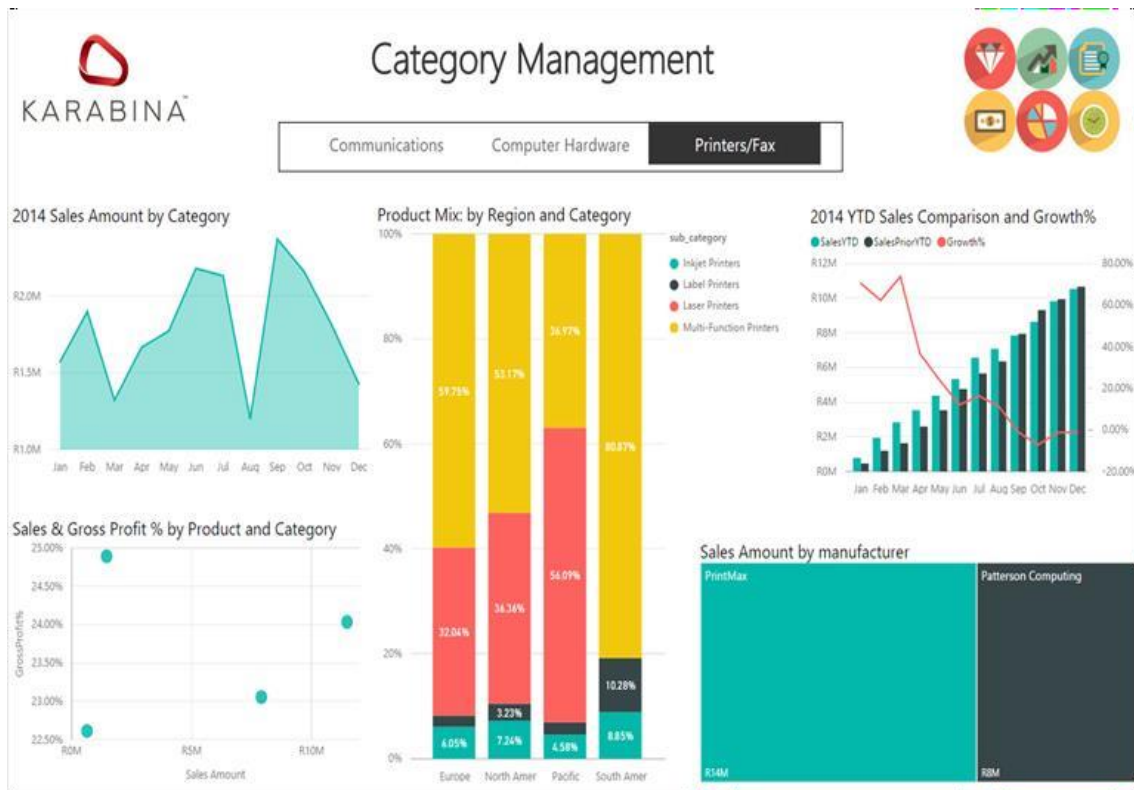 KARABINA™
Category Management
Communications Computer Hardware Printers/Fax
2014 Sales Amount by Category
R2.0M
R1.5M
R1.0M
Jan Feb Mar Apr May Jun Jul Aug Sep Oct Nov Dec
Sales & Gross Profit % by Product and Category
25.00%
24.50%
24.00%
23.50%
23.00%
22.50%
GrossProfit%
R0M R5M R10M
Sales Amount
Product Mix: by Region and Category
100%
80%
60%
40%
20%
0%
59.75% 53.17% 36.97% 80.87%
32.04% 36.36% 56.09%
3.23% 10.28%
6.05% 7.24% 4.58% 8.85%
Europe North Amer Pacific South Amer
sub_category
Inkjet Printers
Label Printers
Laser Printers
Multi-Function Printers
2014 YTD Sales Comparison and Growth%
SalesYTD SalesPriorYTD Growth%
R12M 80.00%
R10M 60.00%
R8M 40.00%
R6M 20.00%
R4M 0.00%
R2M -20.00%
R0M
Jan Feb Mar Apr May Jun Jul Aug Sep Oct Nov Dec
Sales Amount by manufacturer
PrintMax Patterson Computing
R14M R8M